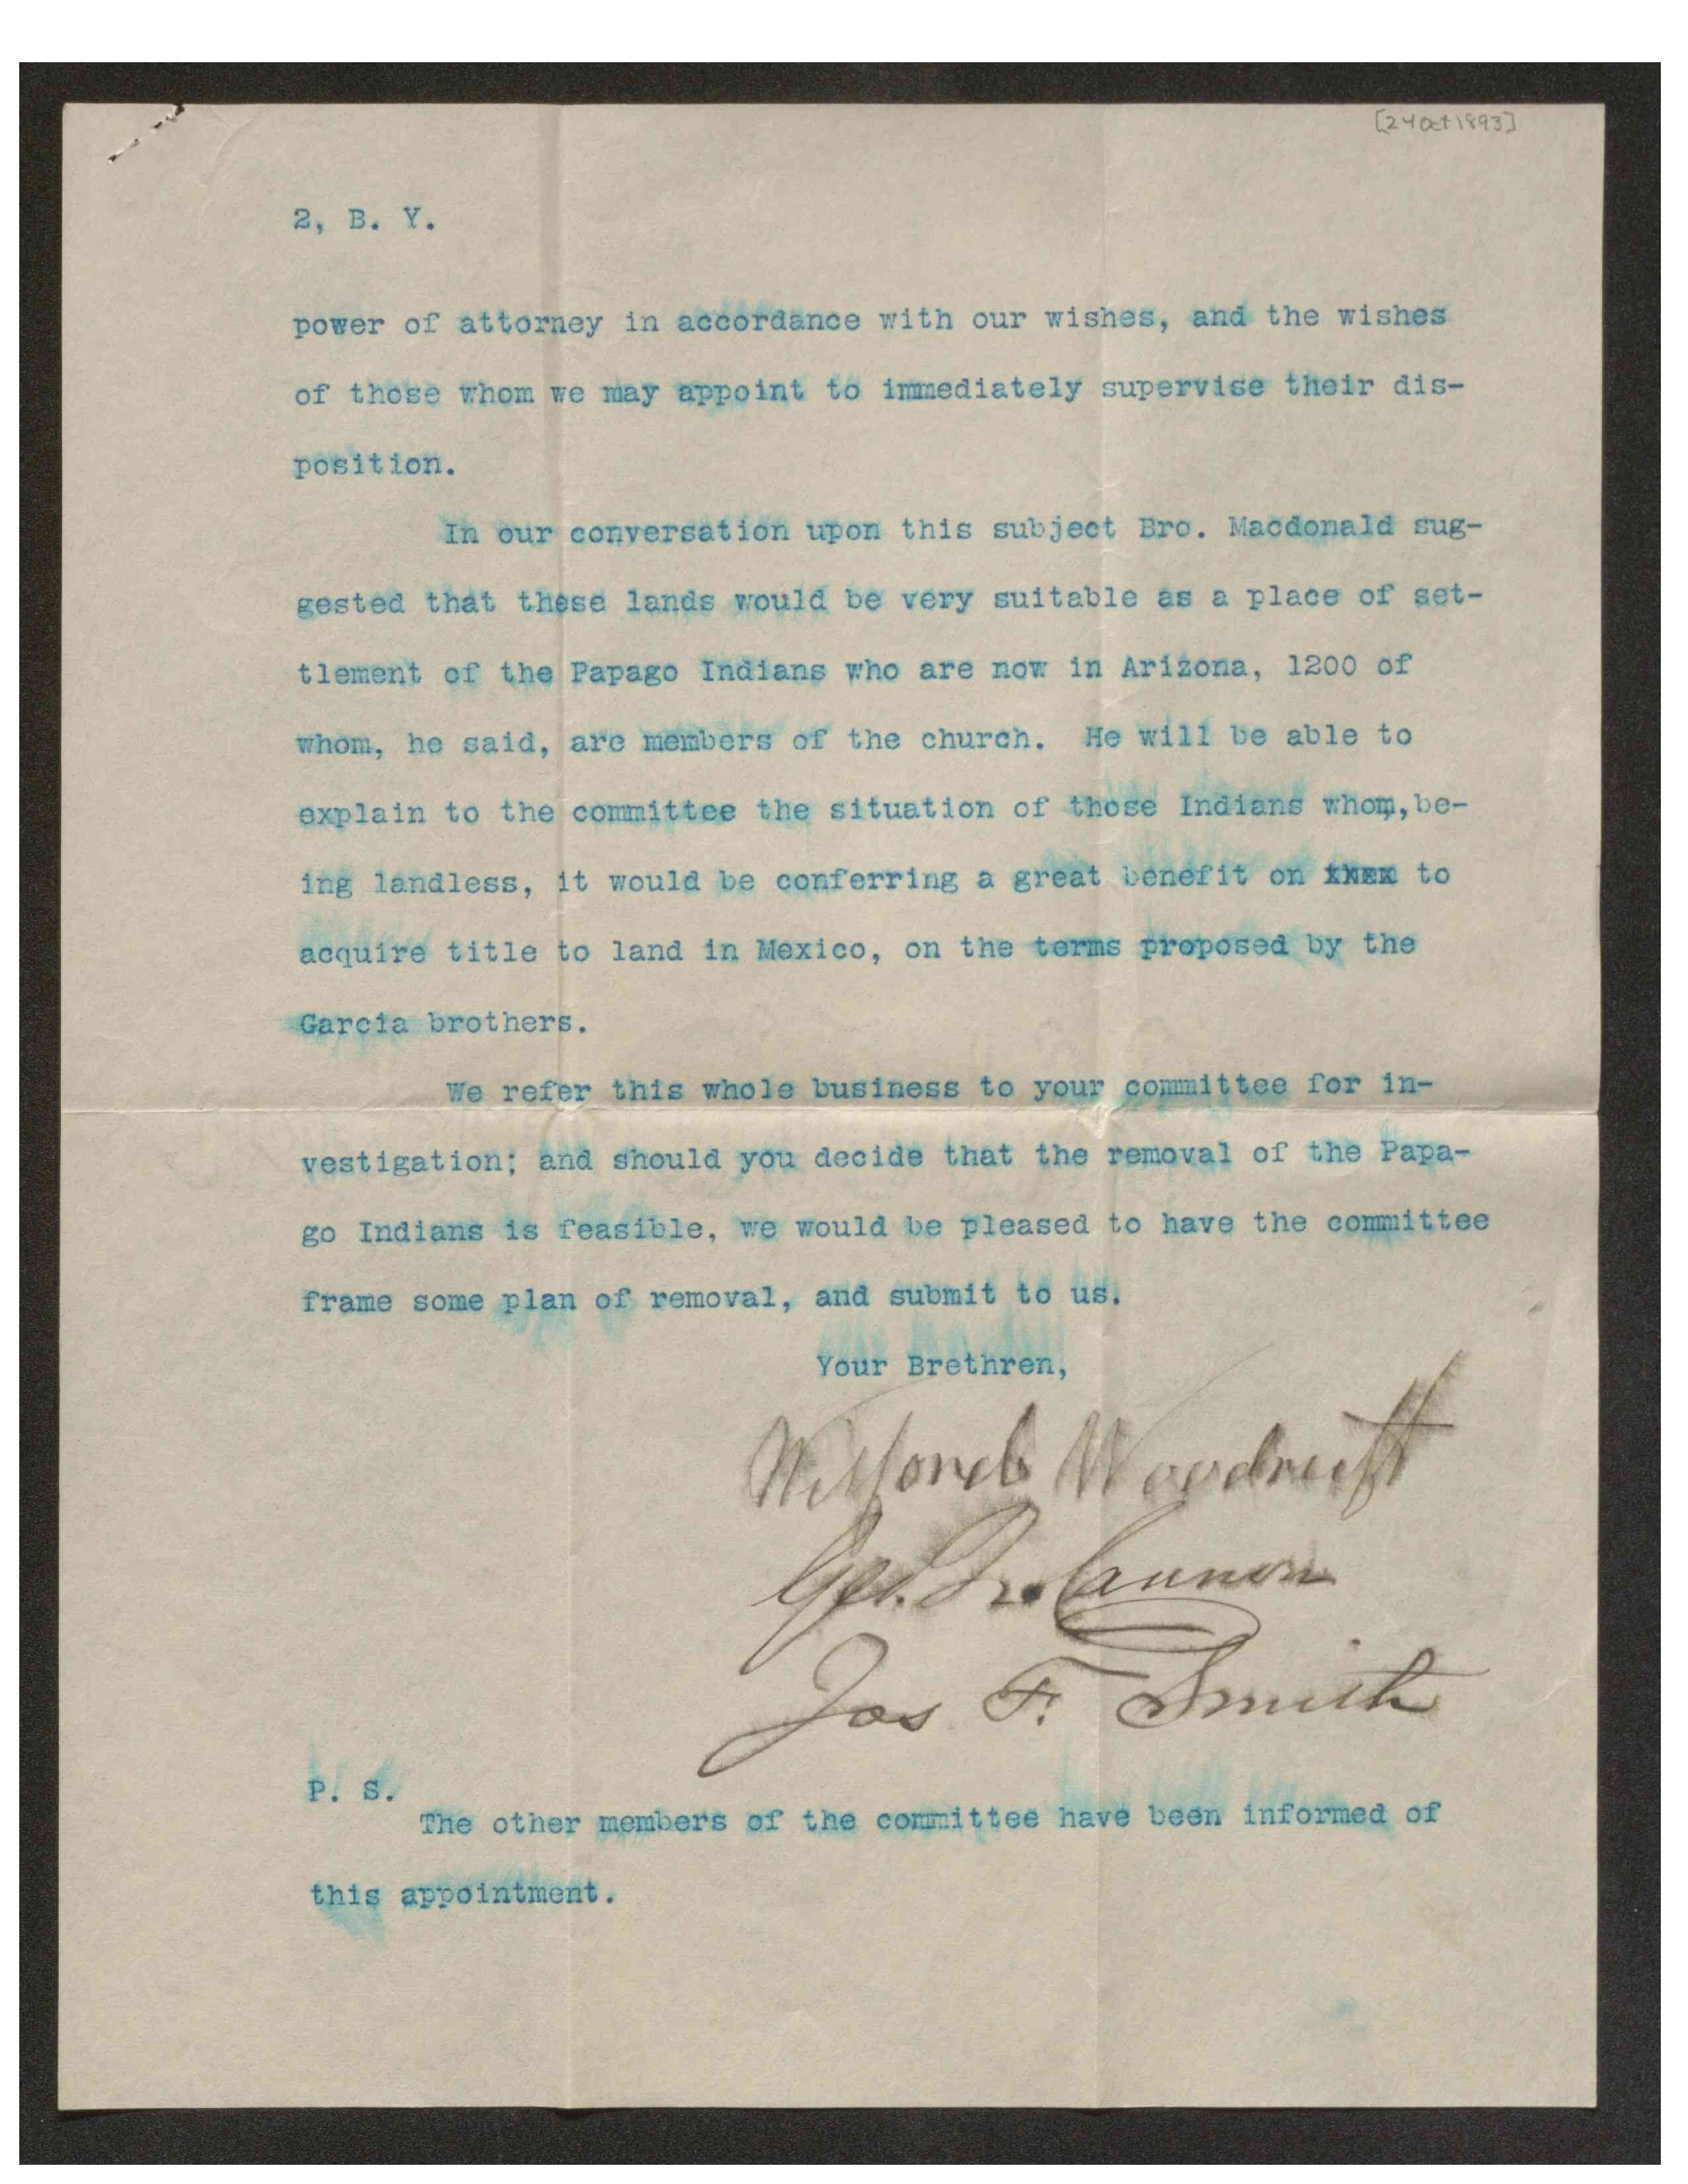 [24 Oct 1893]
2, B. Y.
power of attorney in accordance with our wishes, and the wishes
of those whom we may appoint to immediately supervise their dis-
position.
In our conversation upon this subject Bro. Macdonald sug-
gested that these lands would be very suitable as a place of set-
tlement of the Papago Indians who are now in Arizona, 1200 of
whom, he said, are members of the church. He will be able to
explain to the committee the situation of those Indians whom, be-
ing landless, it would be conferring a great benefit on to
acquire title to land in Mexico, on the terms proposed by the
Garcia brothers.
We refer this whole business to your committee for in-
vestigation; and should you decide that the removal of the Papa-
go Indians is feasible, we would be pleased to have the committee
frame some plan of removal, and submit to us.
Your Brethren,
Wilford Woodruff
Geo. Q. Cannon
Jos F. Smith
P. S.
The other members of the committee have been informed of
this appointment.